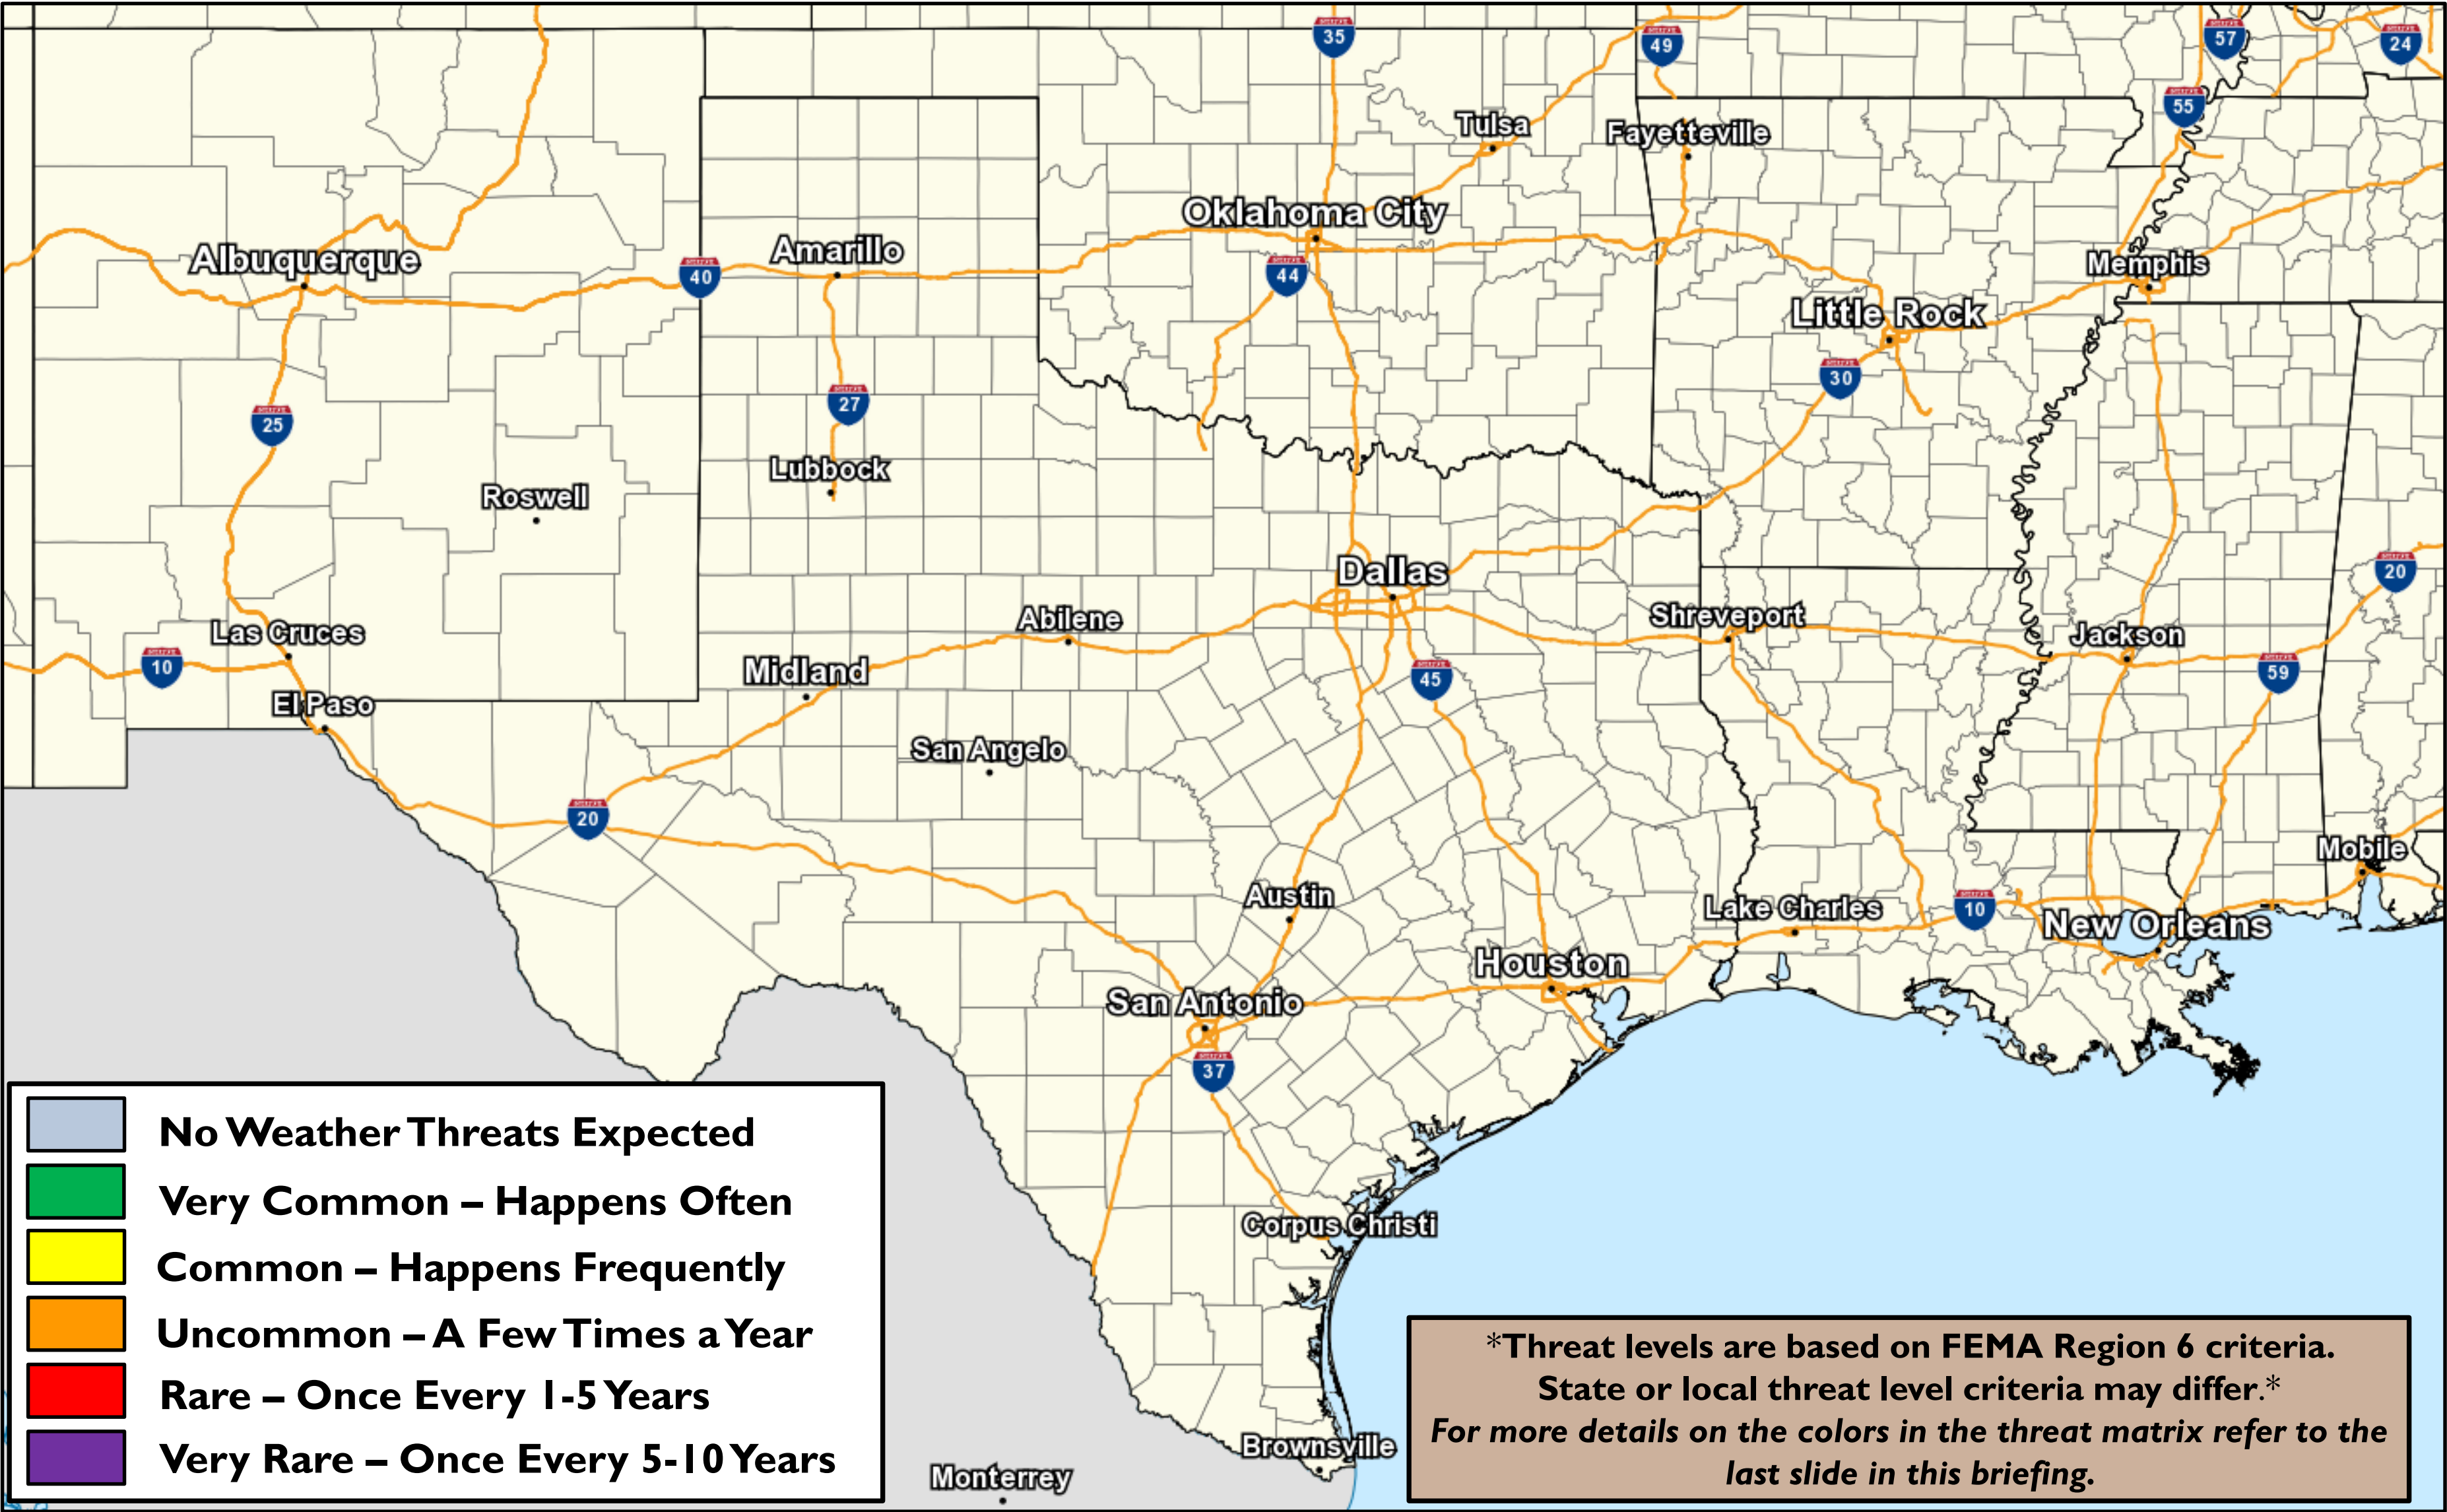 35
49
57
24
55
Tulsa
Fayetteville
Oklahoma City
Albuquerque
Amarillo
40
44
Memphis
Little Rock
30
25
27
Lubbock
Roswell
Dallas
20
Abilene
Shreveport
Las Cruces
Jackson
10
Midland
45
59
El Paso
San Angelo
20
Mobile
Austin
Lake Charles
10
New Orleans
Houston
San Antonio
37
No Weather Threats Expected
Very Common – Happens Often
Common – Happens Frequently
Uncommon – A Few Times a Year
Rare – Once Every 1-5 Years
Very Rare – Once Every 5-10 Years
Corpus Christi
Brownsville
Monterrey
*Threat levels are based on FEMA Region 6 criteria.
State or local threat level criteria may differ.*
For more details on the colors in the threat matrix refer to the
last slide in this briefing.